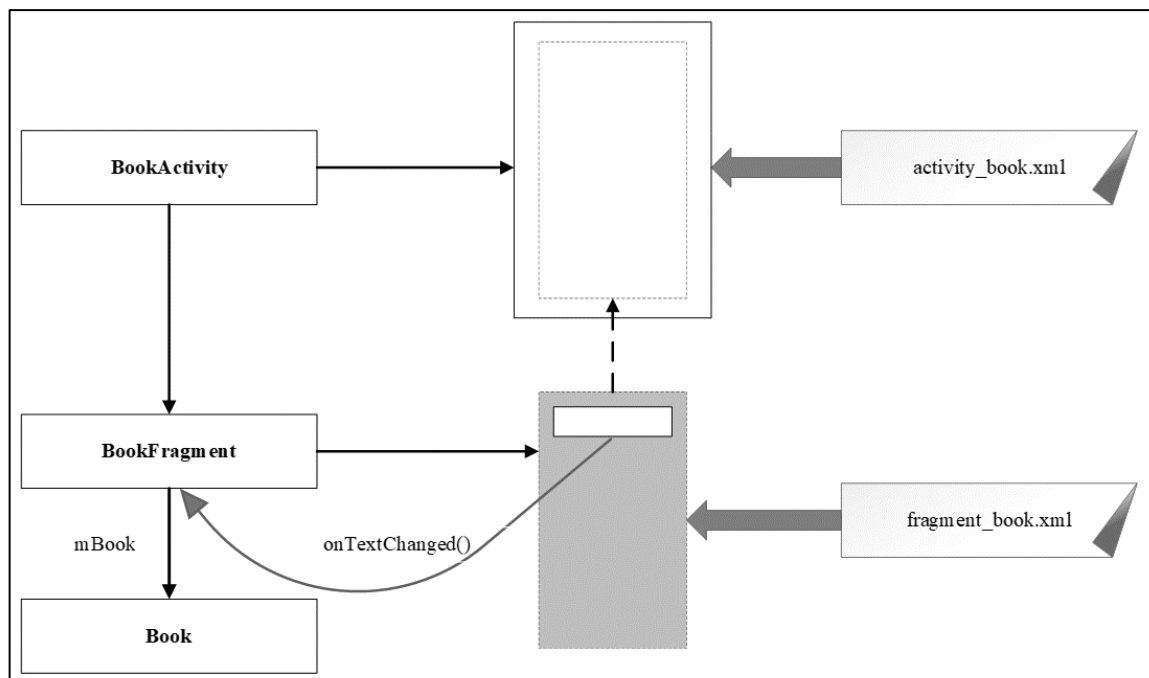 BookActivity
activity_book.xml
BookFragment
fragment_book.xml
mBook
onTextChanged()
Book